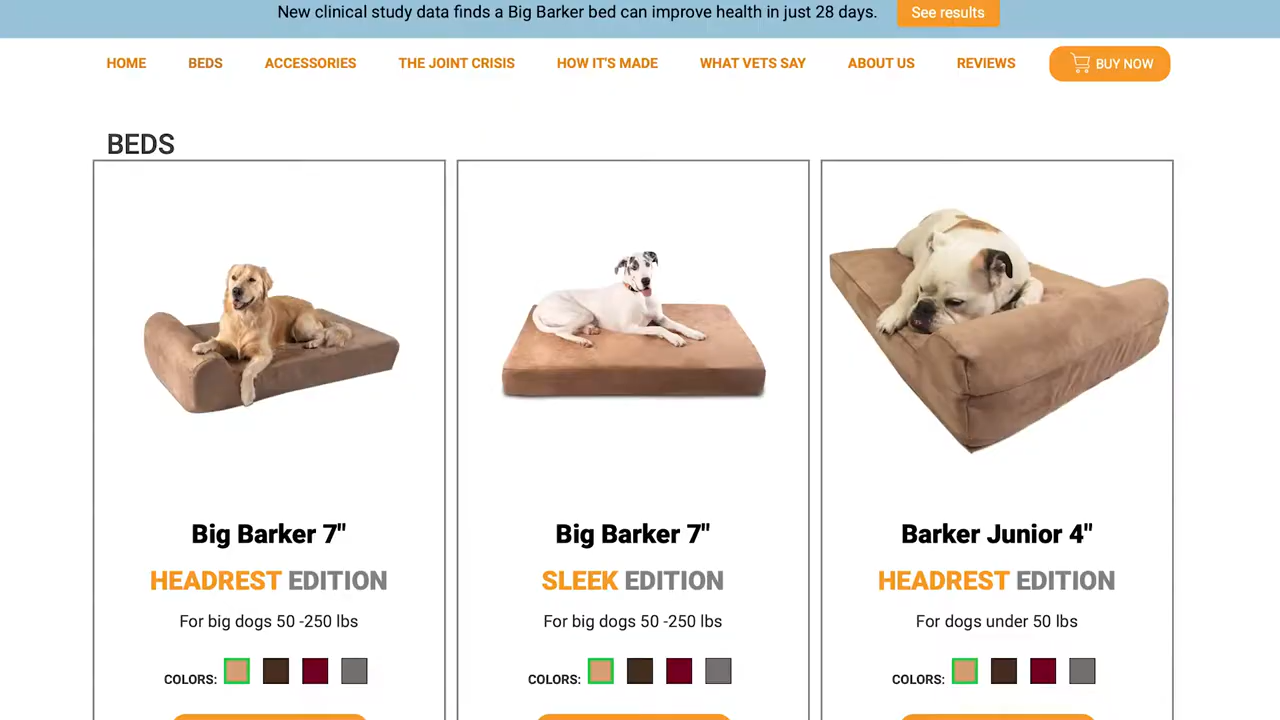 New clinical study data finds a Big Barker bed can improve health in just 28 days. See results
HOME BEDS ACCESSORIES THE JOINT CRISIS HOW IT'S MADE WHAT VETS SAY ABOUT US REVIEWS BUY NOW
BEDS
Big Barker 7"
HEADREST EDITION
For big dogs 50 -250 lbs
COLORS:
Big Barker 7"
SLEEK EDITION
For big dogs 50 -250 lbs
COLORS:
Barker Junior 4"
HEADREST EDITION
For dogs under 50 lbs
COLORS: